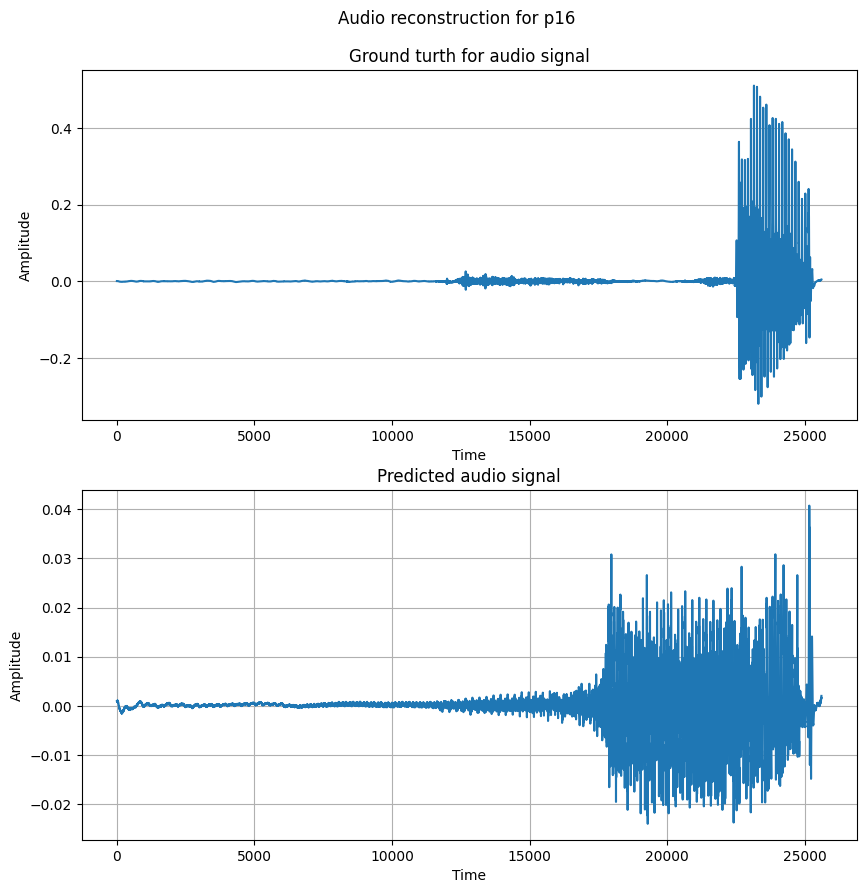 Audio reconstruction for p16
Ground turth for audio signal
0.4
0.2
0.0
−0.2
Amplitude
0 5000 10000 15000 20000 25000
Time
Predicted audio signal
0.04
0.03
0.02
0.01
0.00
−0.01
−0.02
Amplitude
0 5000 10000 15000 20000 25000
Time